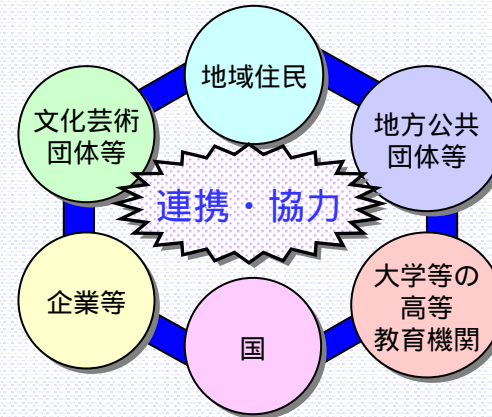 地域住民
文化芸術
団体等
地方公共
団体等
連携・協力
企業等
大学等の
高等
教育機関
国